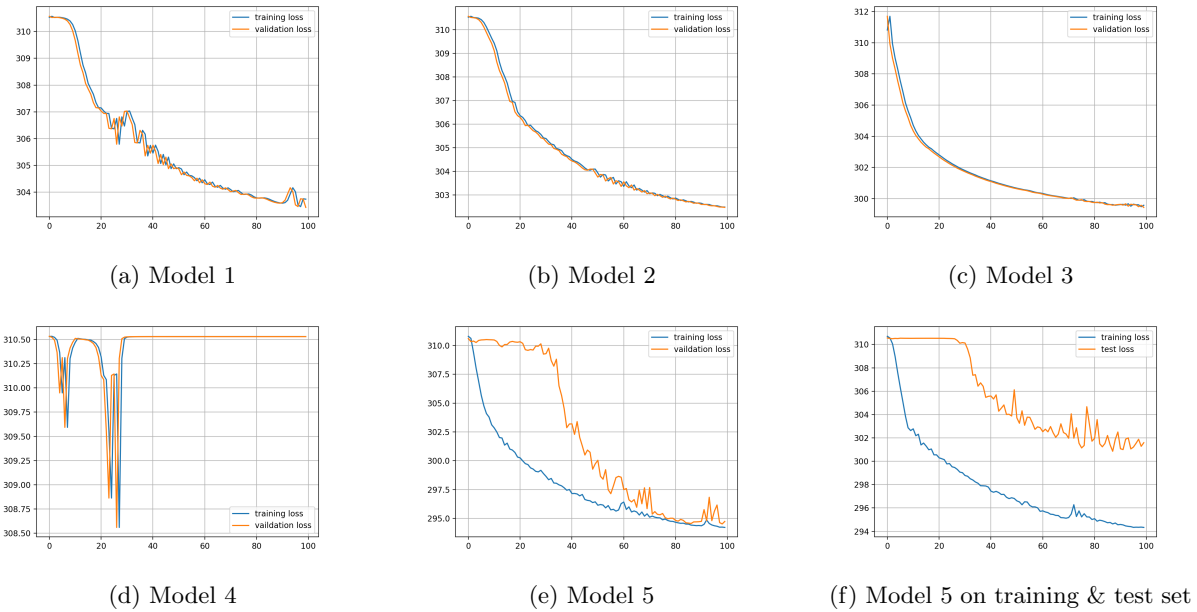 training loss
vaildation loss
310
309
308
307
306
305
304
0 20 40 60 80 100
(a) Model 1
training loss
vaildation loss
310
309
308
307
306
305
304
303
0 20 40 60 80 100
(b) Model 2
training loss
vaildation loss
312
310
308
306
304
302
300
0 20 40 60 80 100
(c) Model 3
310.50
310.25
310.00
309.75
309.50
309.25
309.00
308.75
308.50
training loss
vaildation loss
0 20 40 60 80 100
(d) Model 4
training loss
vaildation loss
310.0
307.5
305.0
302.5
300.0
297.5
295.0
0 20 40 60 80 100
(e) Model 5
training loss
test loss
310
308
306
304
302
300
298
296
294
0 20 40 60 80 100
(f) Model 5 on training & test set